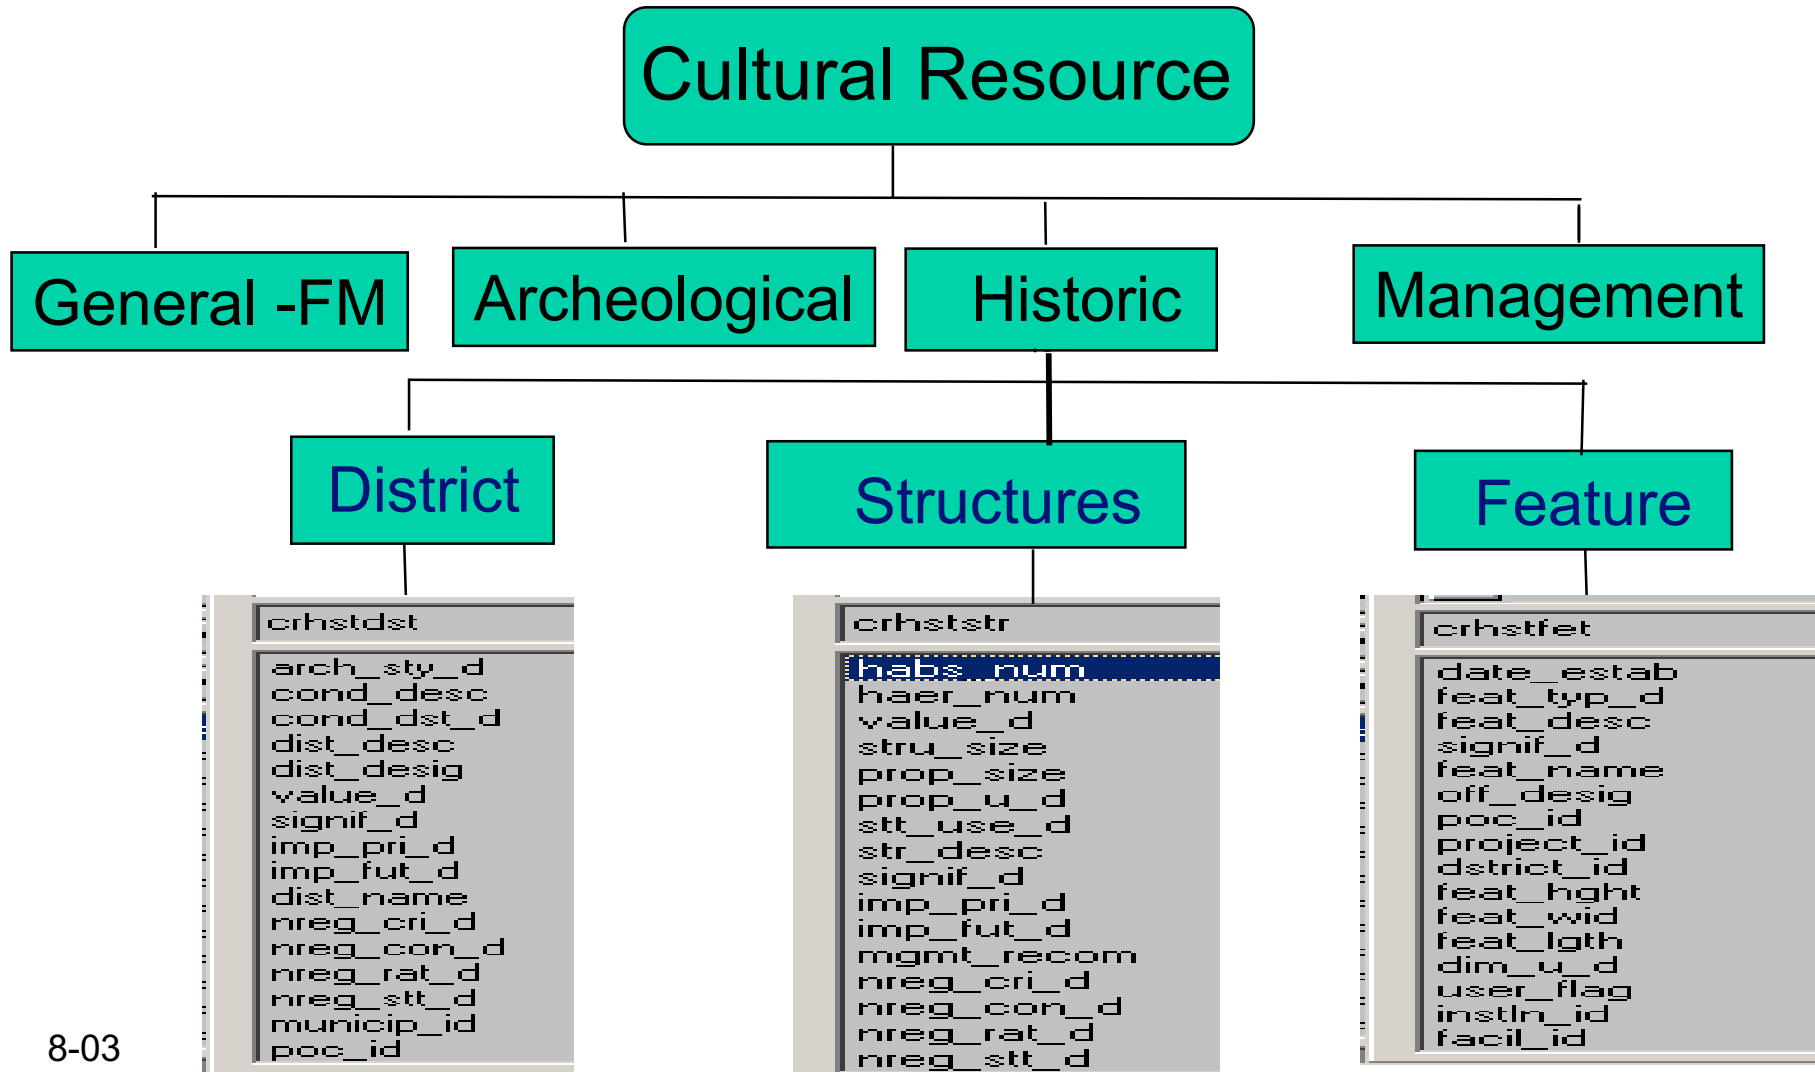 Cultural Resource
General -FM
Archeological
Historic
Management
District
Structures
Feature
crhstdst
arch_sty_d
cond_desc
cond_dst_d
dist_desc
dist_desig
value_d
signif_d
imp_pri_d
imp_fut_d
dist_name
nreg_cri_d
nreg_con_d
nreg_rat_d
nreg_stt_d
municip_id
poc_id
crhststr
habs_num
haer_num
value_d
stru_size
prop_size
prop_u_d
stt_use_d
str_desc
signif_d
imp_pri_d
imp_fut_d
mgmt_recom
nreg_cri_d
nreg_con_d
nreg_rat_d
nreg_stt_d
crhstfet
date_estab
feat_typ_d
feat_desc
signif_d
feat_name
off_desig
poc_id
project_id
dstrict_id
feat_hght
feat_wid
feat_lgth
dim_u_d
user_flag
instln_id
facil_id
8-03